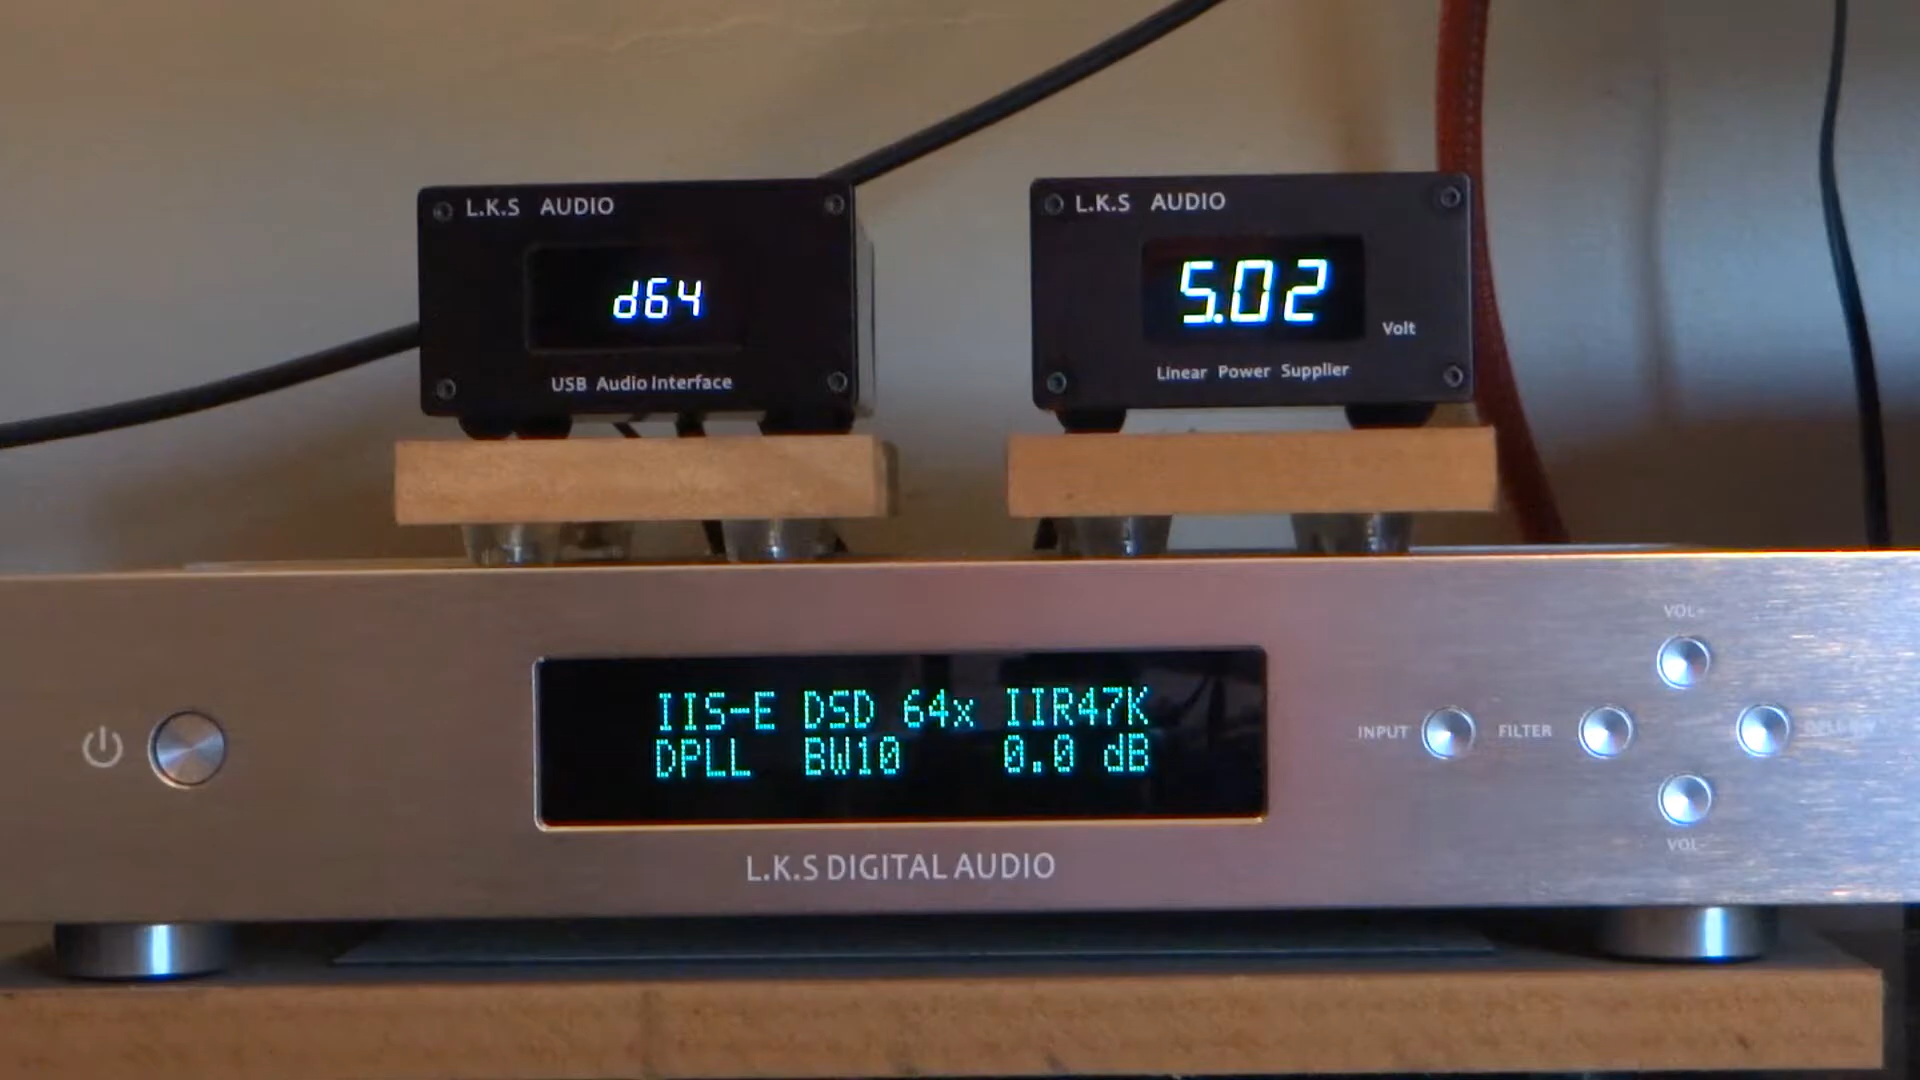 L.K.S AUDIO
d64
USB Audio Interface
L.K.S AUDIO
5.02
Volt
Linear Power Supplier
IIS-E DSD 64x IIR47K
DPLL BW10 0.0 dB
L.K.S DIGITAL AUDIO
VOL+
INPUT
FILTER
VOL-